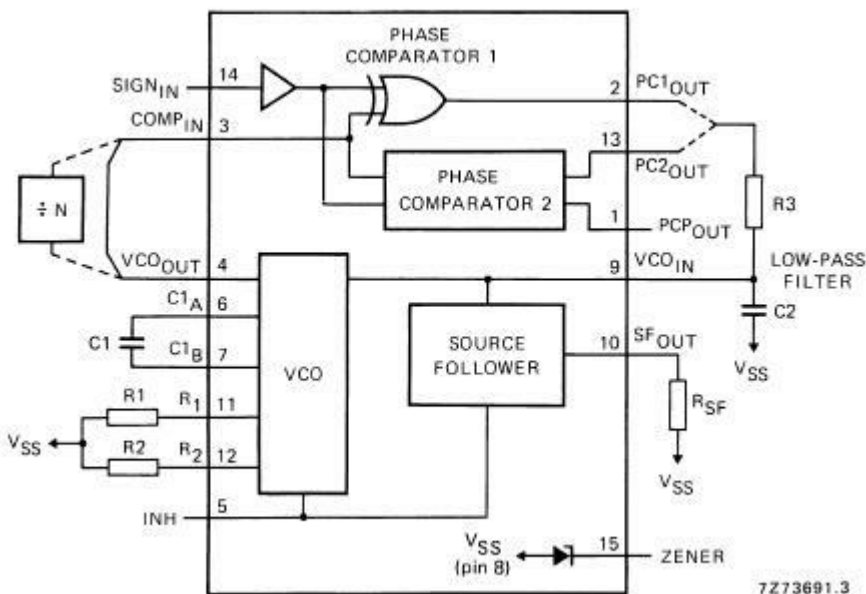 PHASE
COMPARATOR 1
SIGN_IN 14
2 PC1_OUT
COMP_IN 3
13
PC2_OUT
÷ N
PHASE
COMPARATOR 2
1
PCP_OUT
R3
VCO_OUT 4
9 VCO_IN
LOW-PASS
FILTER
C1_A 6
C1
C1_B 7
VCO
SOURCE
FOLLOWER
10 SF_OUT
C2
V_SS
R1 R_1 11
V_SS
R2 R_2 12
R_SF
V_SS
INH 5
V_SS
(pin 8)
15 ZENER
7Z73691.3